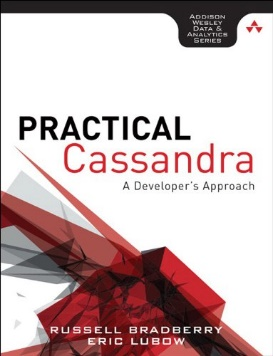 ADDISON
WESLEY
DATA &
ANALYTICS
SERIES
PRACTICAL
Cassandra
A Developer's Approach
RUSSELL BRADBERRY
ERIC LUBOW